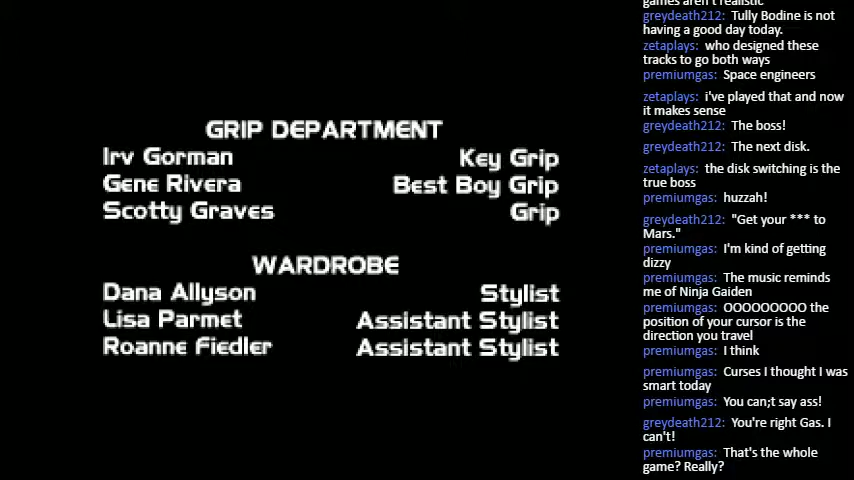 GRIP DEPARTMENT
Irv Gorman Key Grip
Gene Rivera Best Boy Grip
Scotty Graves Grip
WARDROBE
Dana Allyson Stylist
Lisa Parmet Assistant Stylist
Roanne Fiedler Assistant Stylist
games aren't realistic
greydeath212: Tully Bodine is not
having a good day today.
zetaplays: who designed these
tracks to go both ways
premiumgas: Space engineers
zetaplays: i've played that and now
it makes sense
greydeath212: The boss!
greydeath212: The next disk.
zetaplays: the disk switching is the
true boss
premiumgas: huzzah!
greydeath212: "Get your *** to
Mars."
premiumgas: I'm kind of getting
dizzy
premiumgas: The music reminds
me of Ninja Gaiden
premiumgas: OOOOOOOOO the
position of your cursor is the
direction you travel
premiumgas: I think
premiumgas: Curses I thought I was
smart today
premiumgas: You can;t say ass!
greydeath212: You're right Gas. I
can't!
premiumgas: That's the whole
game? Really?